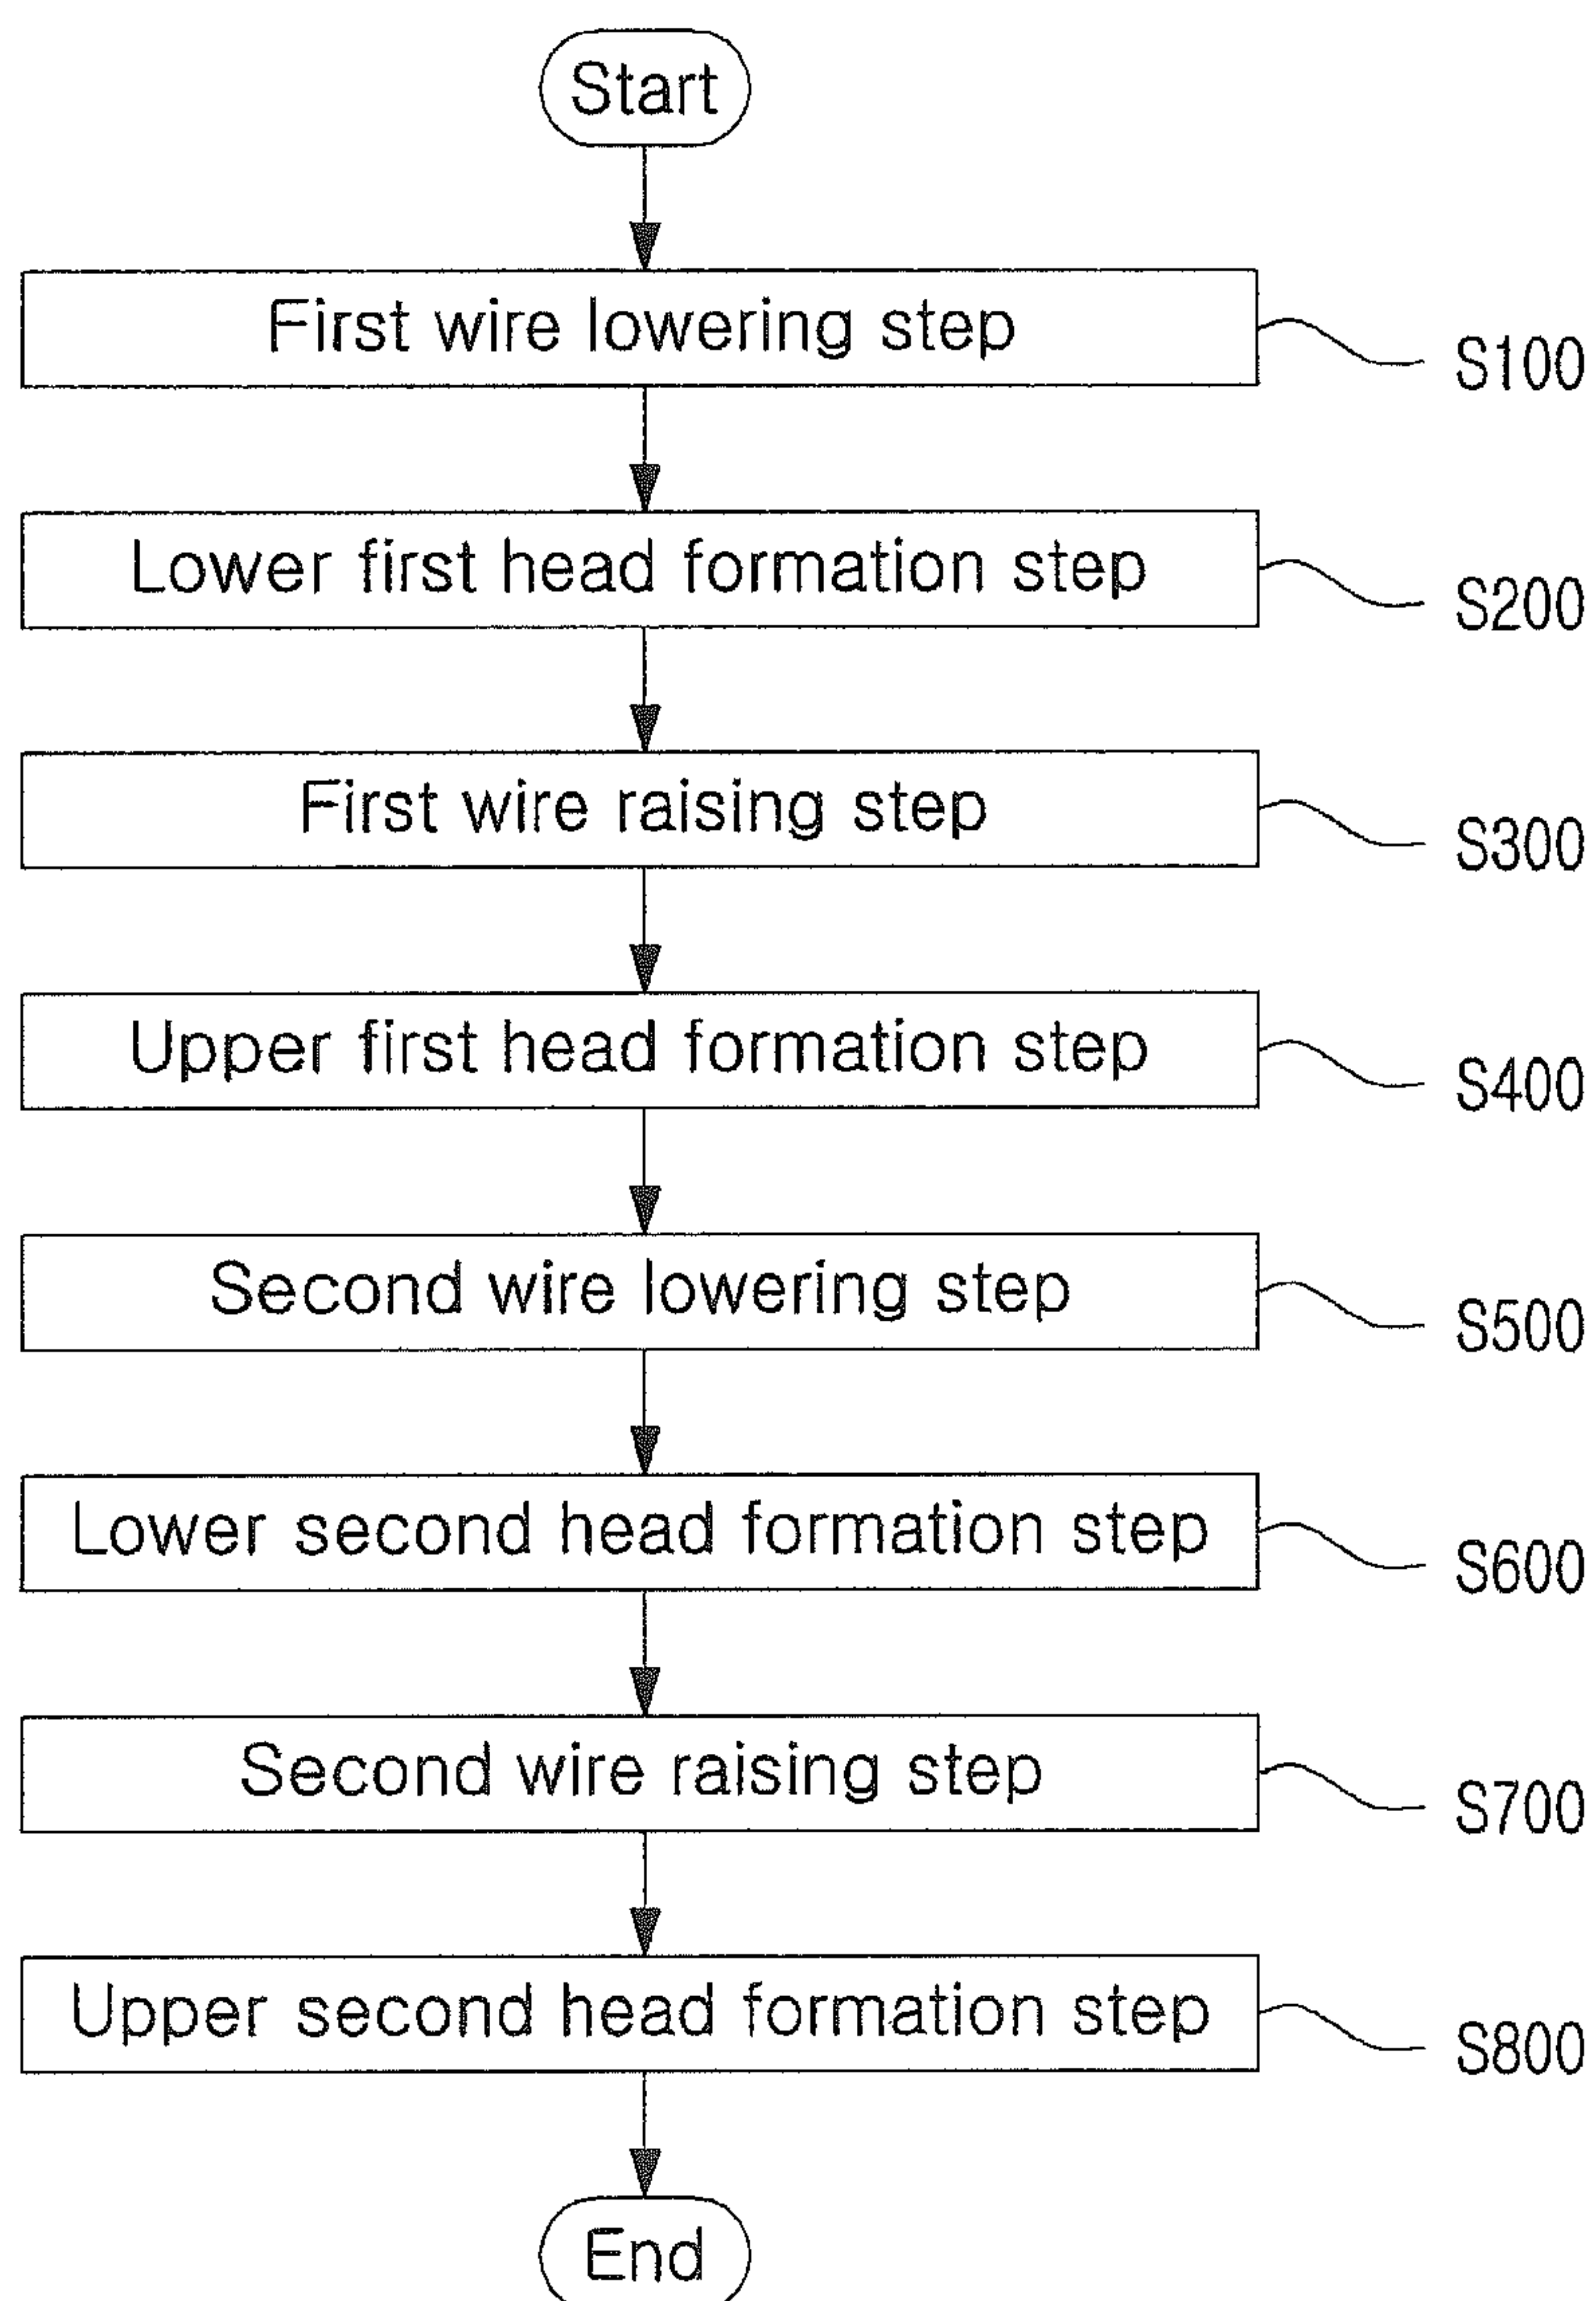 Start
First wire lowering step
S100
Lower first head formation step
S200
First wire raising step
S300
Upper first head formation step
S400
Second wire lowering step
S500
Lower second head formation step
S600
Second wire raising step
S700
Upper second head formation step
S800
End